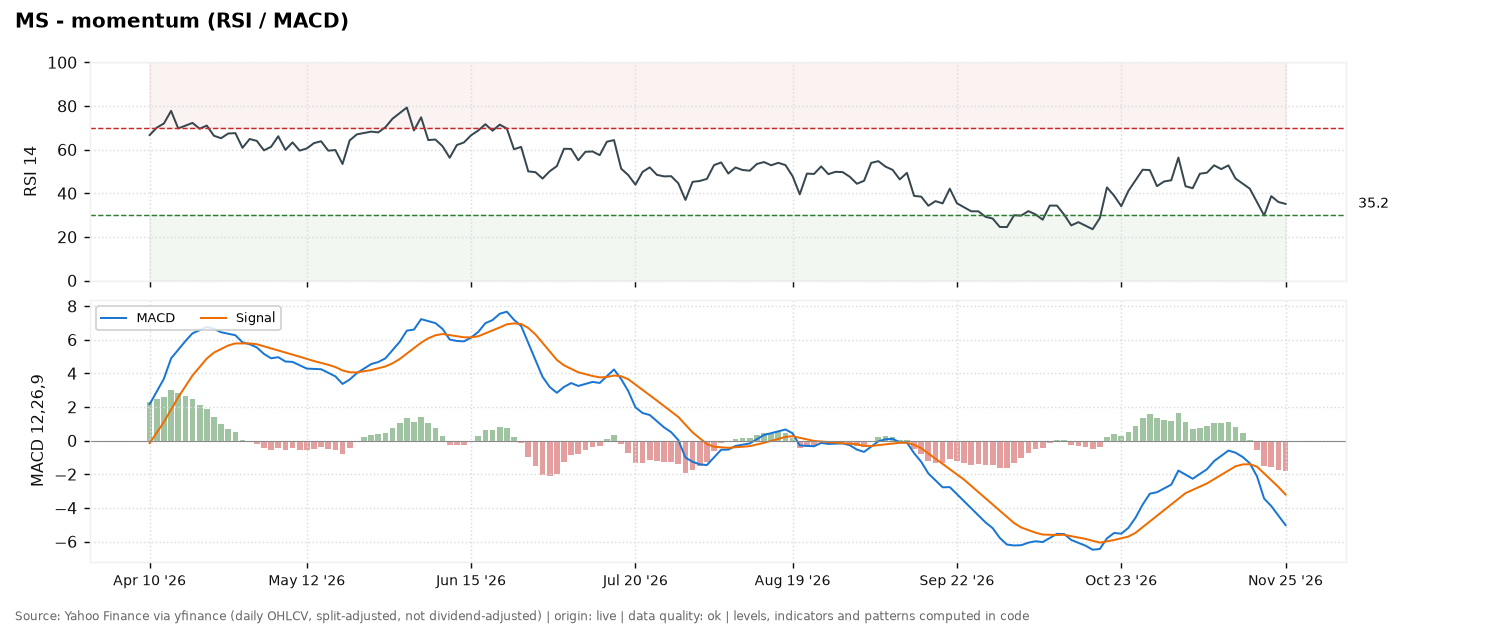 MS - momentum (RSI / MACD)
100
80
60
40
20
0
RSI 14
35.2
MACD
Signal
8
6
4
2
0
−2
−4
−6
MACD 12,26,9
Apr 10 '26
May 12 '26
Jun 15 '26
Jul 20 '26
Aug 19 '26
Sep 22 '26
Oct 23 '26
Nov 25 '26
Source: Yahoo Finance via yfinance (daily OHLCV, split-adjusted, not dividend-adjusted) | origin: live | data quality: ok | levels, indicators and patterns computed in code